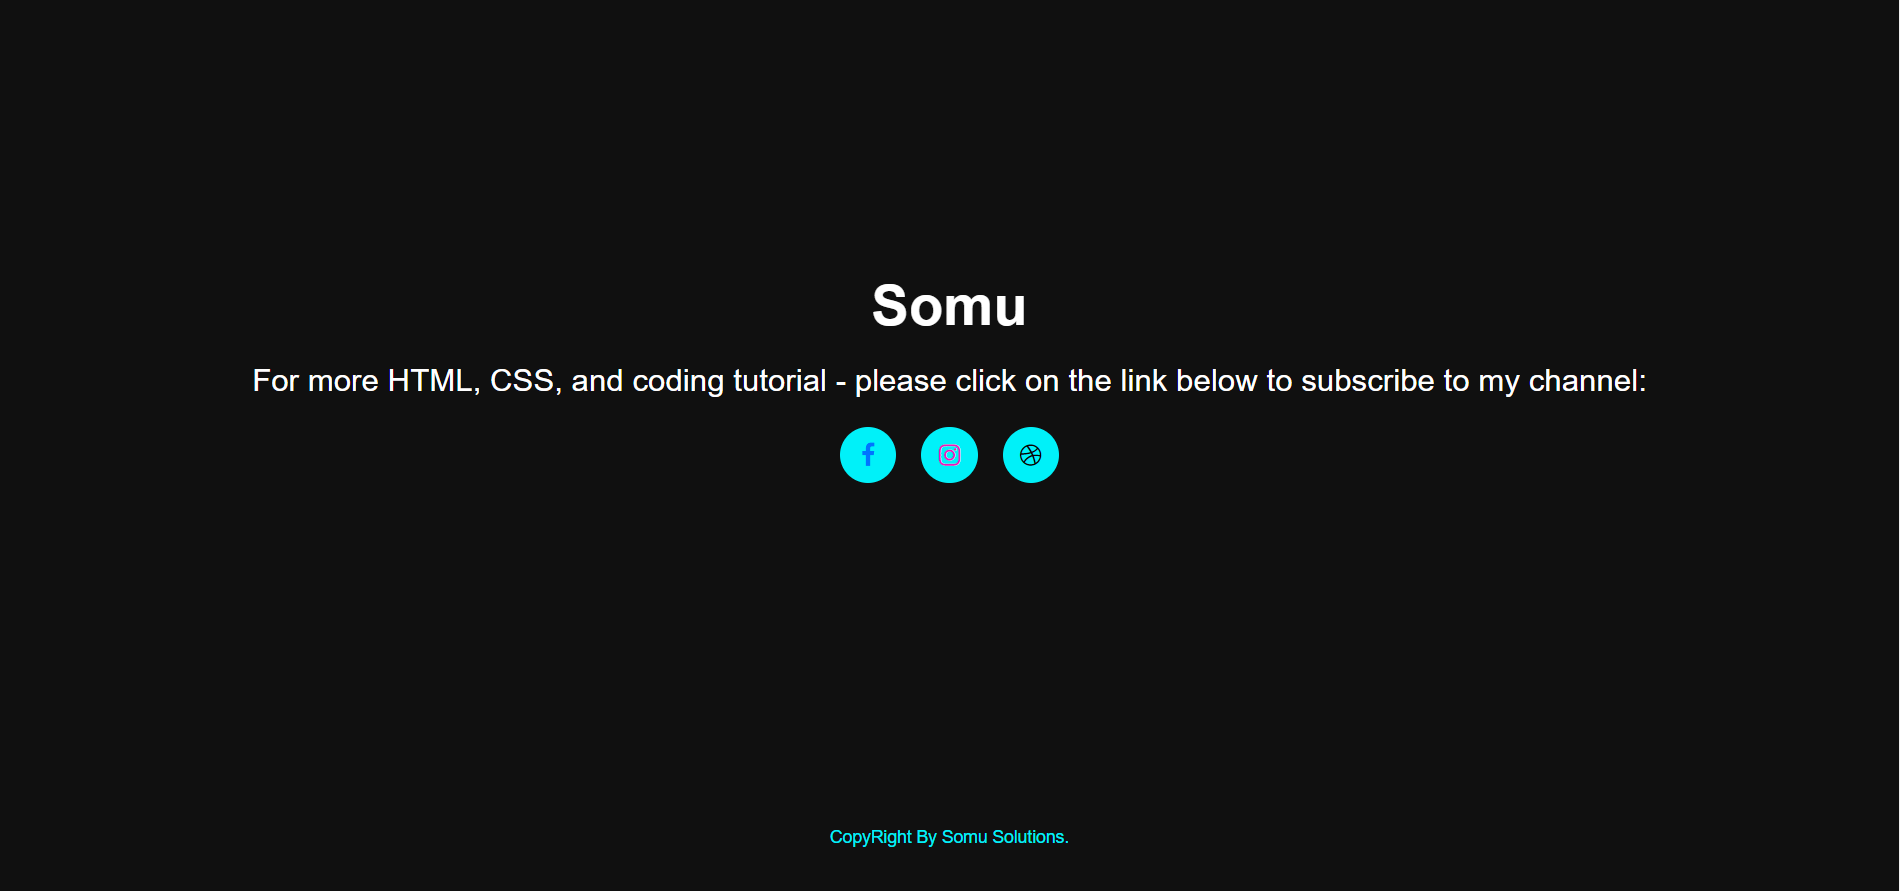 Somu
For more HTML, CSS, and coding tutorial - please click on the link below to subscribe to my channel:
CopyRight By Somu Solutions.